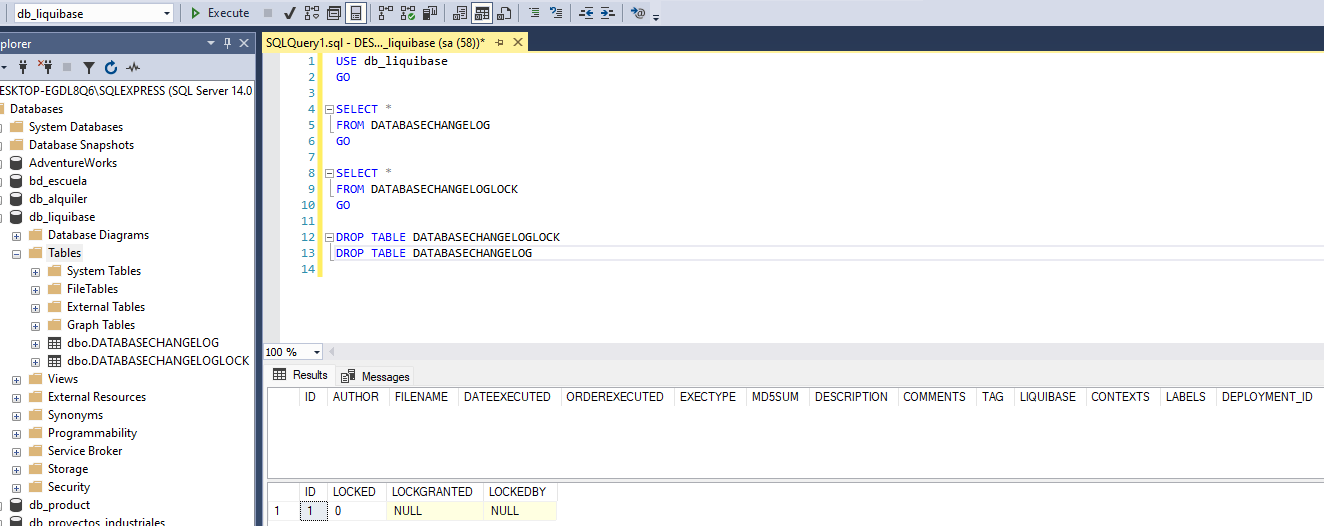 db_liquibase
Execute
plorer
SQLQuery1.sql - DES..._liquibase (sa (58))*
ESKTOP-EGDL8Q6\SQLEXPRESS (SQL Server 14.0
Databases
System Databases
Database Snapshots
AdventureWorks
bd_escuela
db_alquiler
db_liquibase
Database Diagrams
Tables
System Tables
FileTables
External Tables
Graph Tables
dbo.DATABASECHANGELOG
dbo.DATABASECHANGELOGLOCK
Views
External Resources
Synonyms
Programmability
Service Broker
Storage
Security
db_product
db_proyectos_industriales
1 USE db_liquibase
2 GO
3
4 SELECT *
5 FROM DATABASECHANGELOG
6 GO
7
8 SELECT *
9 FROM DATABASECHANGELOGLOCK
10 GO
11
12 DROP TABLE DATABASECHANGELOGLOCK
13 DROP TABLE DATABASECHANGELOG
14
100 %
Results Messages
ID AUTHOR FILENAME DATEEXECUTED ORDEREXECUTED EXECTYPE MD5SUM DESCRIPTION COMMENTS TAG LIQUIBASE CONTEXTS LABELS DEPLOYMENT_ID
ID LOCKED LOCKGRANTED LOCKEDBY
1 1 0 NULL NULL